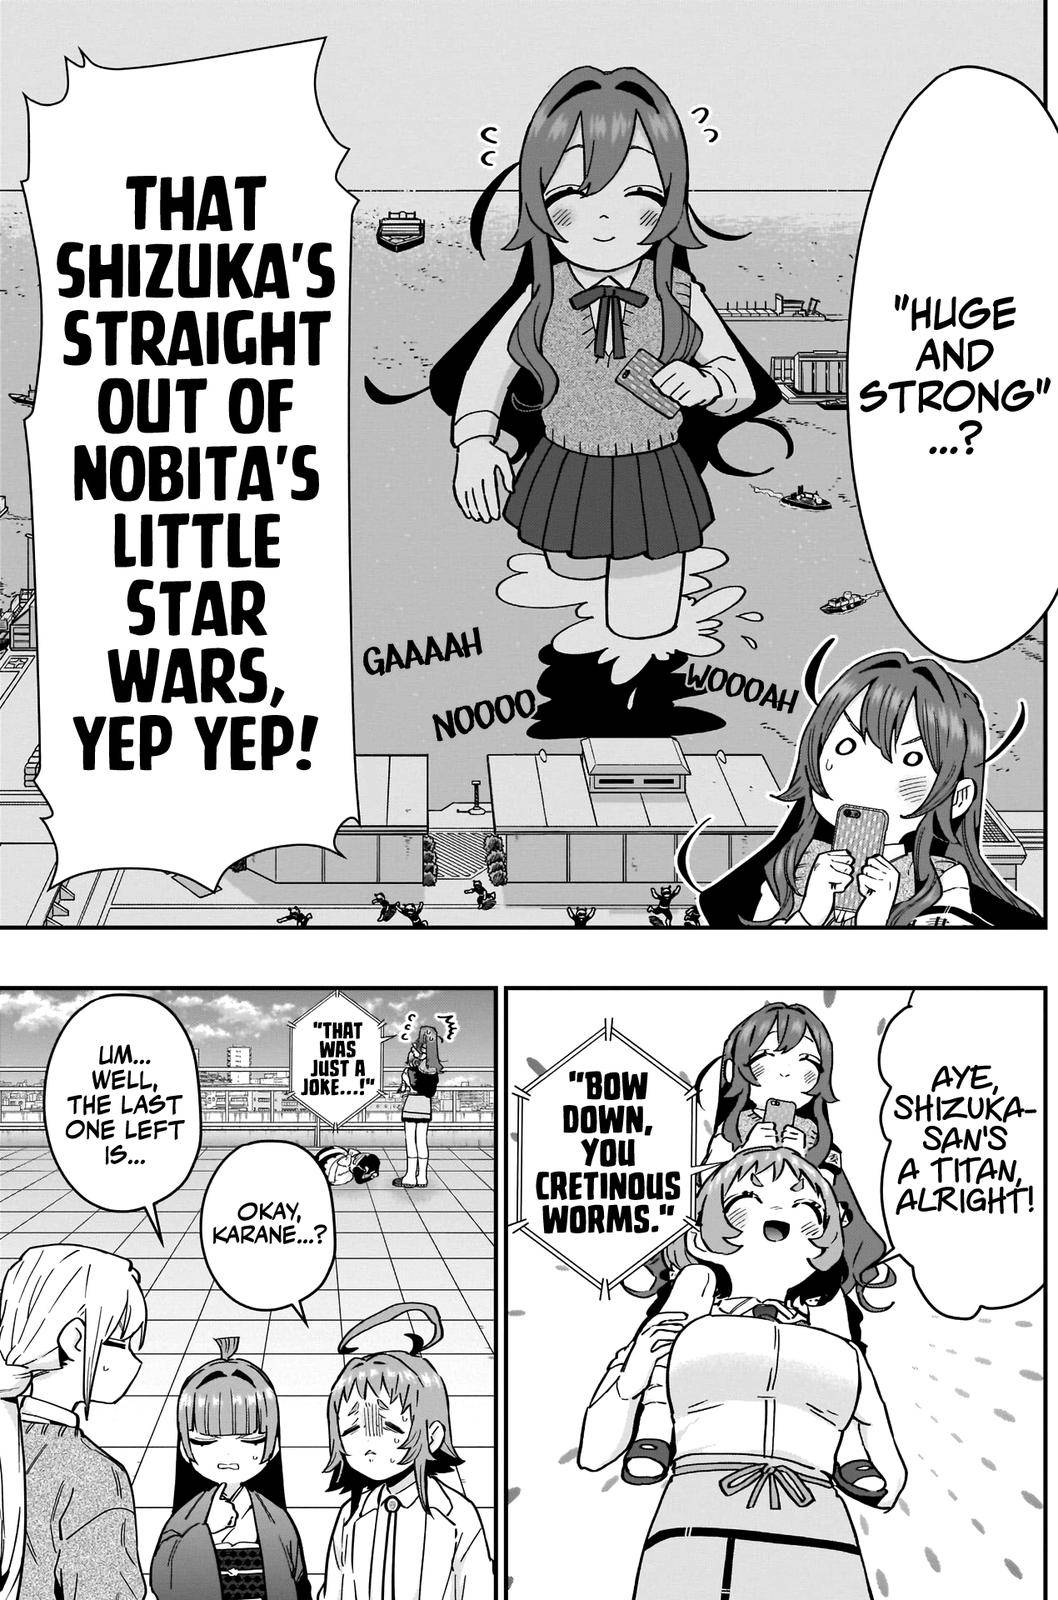 "HUGE
AND
STRONG"
...?
THAT
SHIZUKA'S
STRAIGHT
OUT OF
NOBITA'S
LITTLE
STAR
WARS,
YEP YEP!
GAAAAH
NOOOO
WOOOAH
AYE,
SHIZUKA-
SAN'S
A TITAN,
ALRIGHT!
"BOW
DOWN,
YOU
CRETINOUS
WORMS."
"THAT
WAS
JUST A
JOKE...!"
UM...
WELL,
THE LAST
ONE LEFT
IS...
OKAY,
KARANE...?